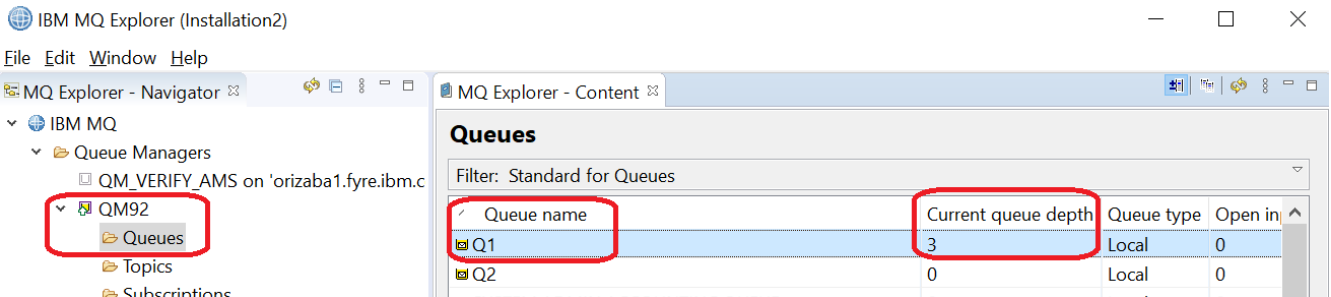 IBM MQ Explorer (Installation2)
File Edit Window Help
MQ Explorer - Navigator
IBM MQ
Queue Managers
QM_VERIFY_AMS on 'orizaba1.fyre.ibm.c
QM92
Queues
Topics
Subscriptions
MQ Explorer - Content
Queues
Filter: Standard for Queues
Queue name Current queue depth Queue type Open in
Q1 3 Local 0
Q2 0 Local 0